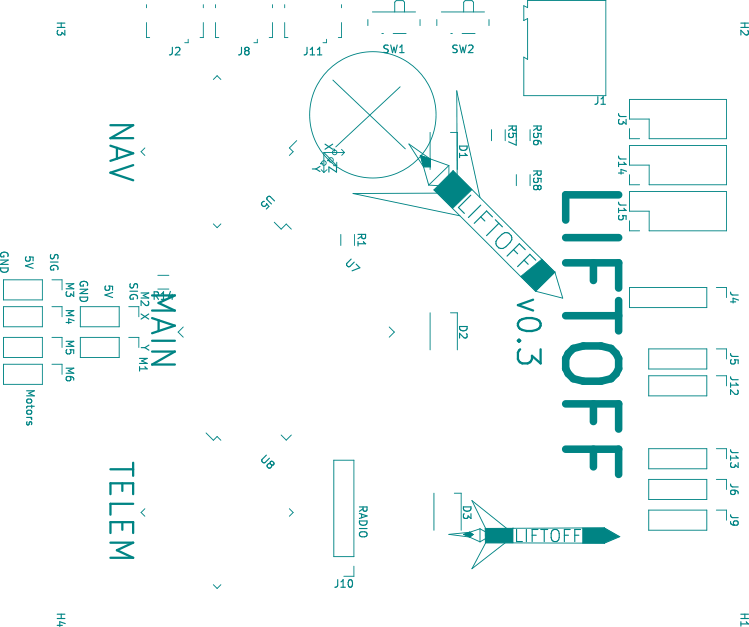 H3
H2
J2
J8
J11
SW1
SW2
J1
J3
NAV
R57
R56
D1
X
Z
Y
J14
R58
U5
J15
LIFTOFF
LIFTOFF
R1
U7
GND
5V
SIG
M3
GND
5V
SIG
M2
X
MAIN
v0.3
J4
M4
D2
M5
Y
M1
J5
M6
J12
Motors
U8
J13
TELEM
J6
RADIO
D3
J9
LIFTOFF
J10
H4
H1